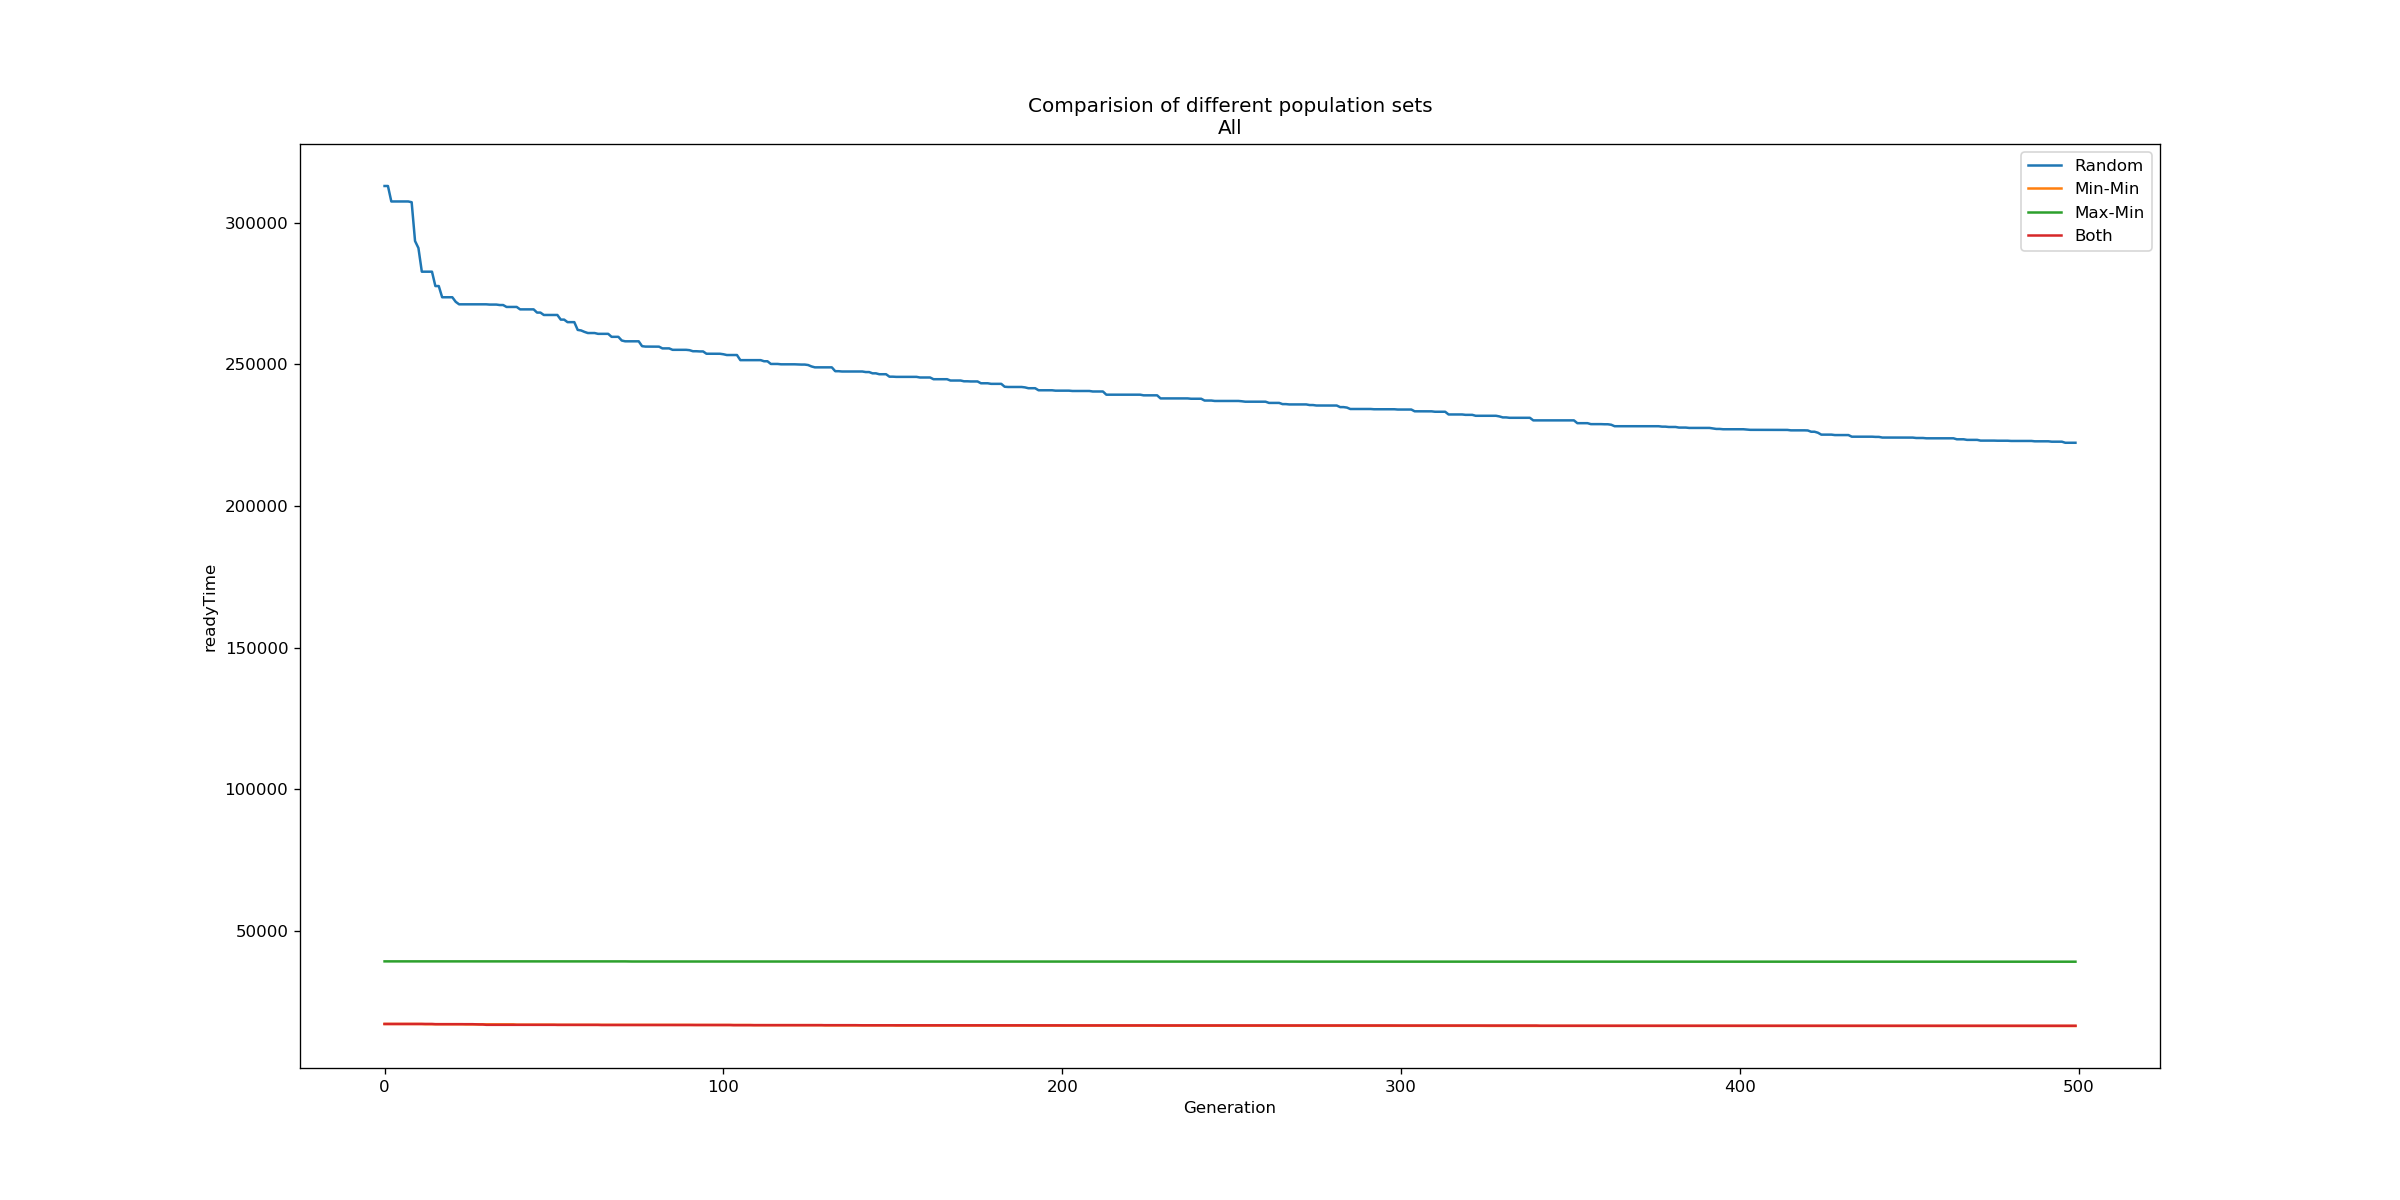 Comparision of different population sets
All
Random
Min-Min
Max-Min
Both
300000
250000
200000
150000
100000
50000
readyTime
0 100 200 300 400 500
Generation